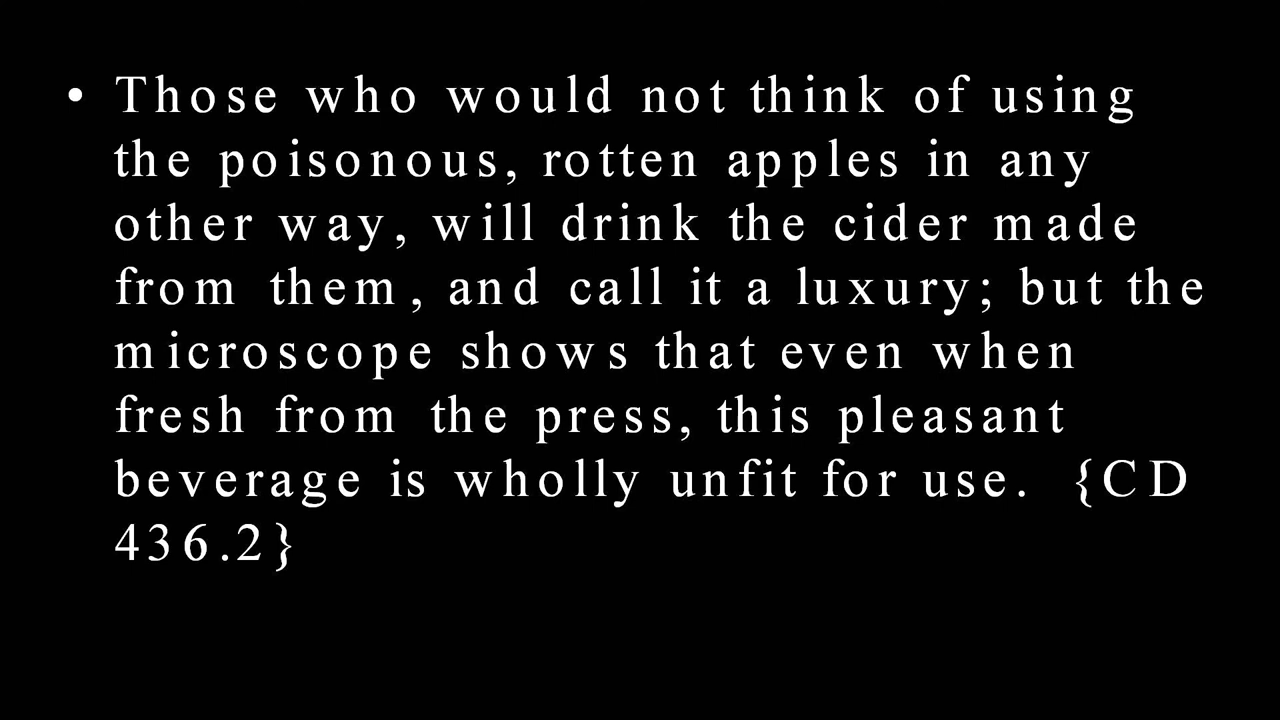 • Those who would not think of using
the poisonous, rotten apples in any
other way, will drink the cider made
from them, and call it a luxury; but the
microscope shows that even when
fresh from the press, this pleasant
beverage is wholly unfit for use. {CD
436.2}